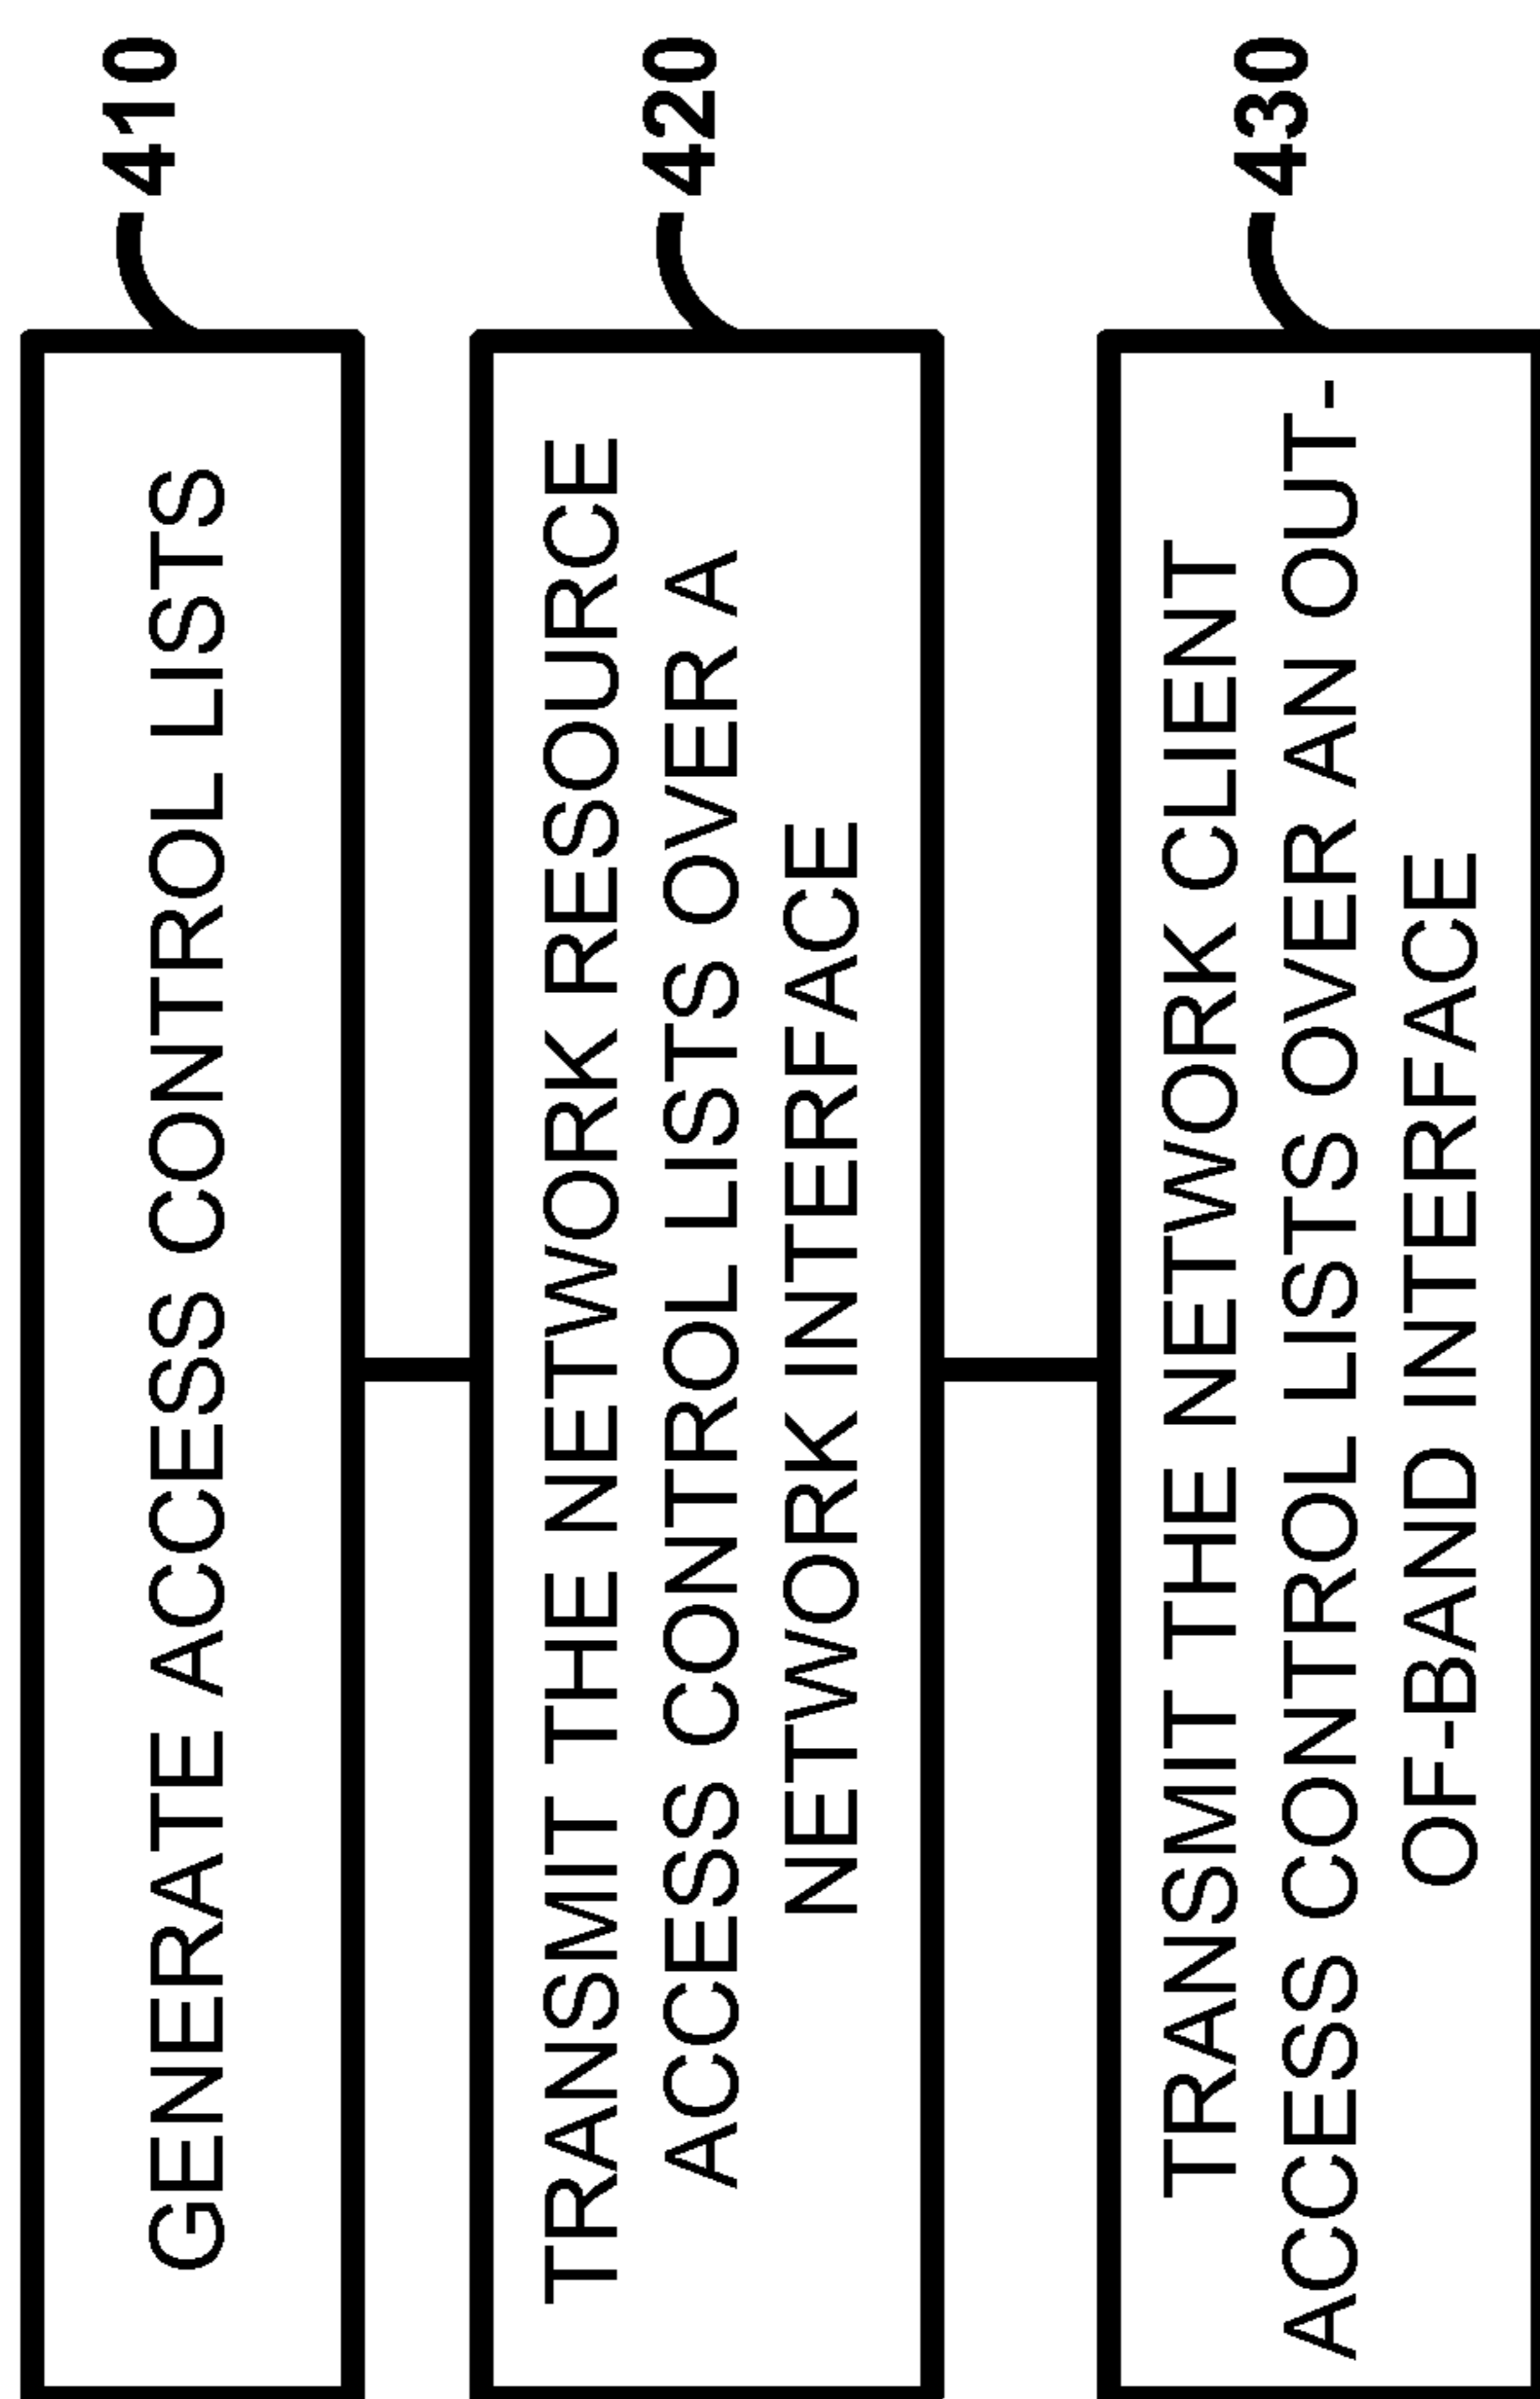 GENERATE ACCESS CONTROL LISTS
410
TRANSMIT THE NETWORK RESOURCE
ACCESS CONTROL LISTS OVER A
NETWORK INTERFACE
420
TRANSMIT THE NETWORK CLIENT
ACCESS CONTROL LISTS OVER AN OUT-
OF-BAND INTERFACE
430